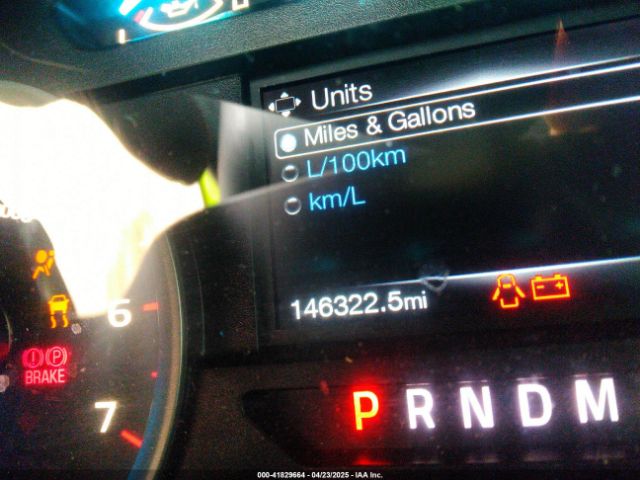 Units
Miles & Gallons
L/100km
km/L
146322.5mi
6
P
BRAKE
7
P R N D M
000-41829664 - 04/23/2025 - IAA Inc.